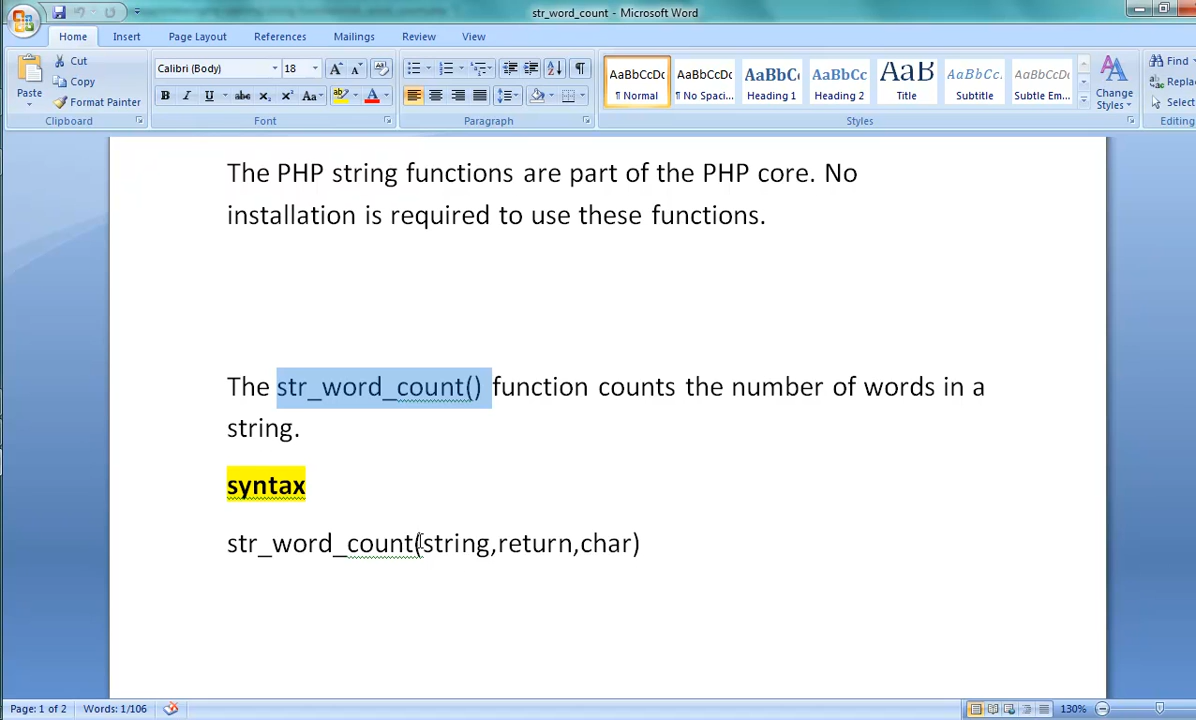 str_word_count - Microsoft Word
Home Insert Page Layout References Mailings Review View
Paste
Cut
Copy
Format Painter
Clipboard
Calibri (Body) 18
Font
Paragraph
AaBbCcDc AaBbCcDc AaBbC AaBbCc AaB AaBbCc. AaBbCcDc
¶ Normal ¶ No Spaci... Heading 1 Heading 2 Title Subtitle Subtle Em...
Change
Styles
Styles
Find
Repla
Select
Editing
The PHP string functions are part of the PHP core. No
installation is required to use these functions.
The str_word_count() function counts the number of words in a
string.
syntax
str_word_count(string,return,char)
Page: 1 of 2 Words: 1/106 130%